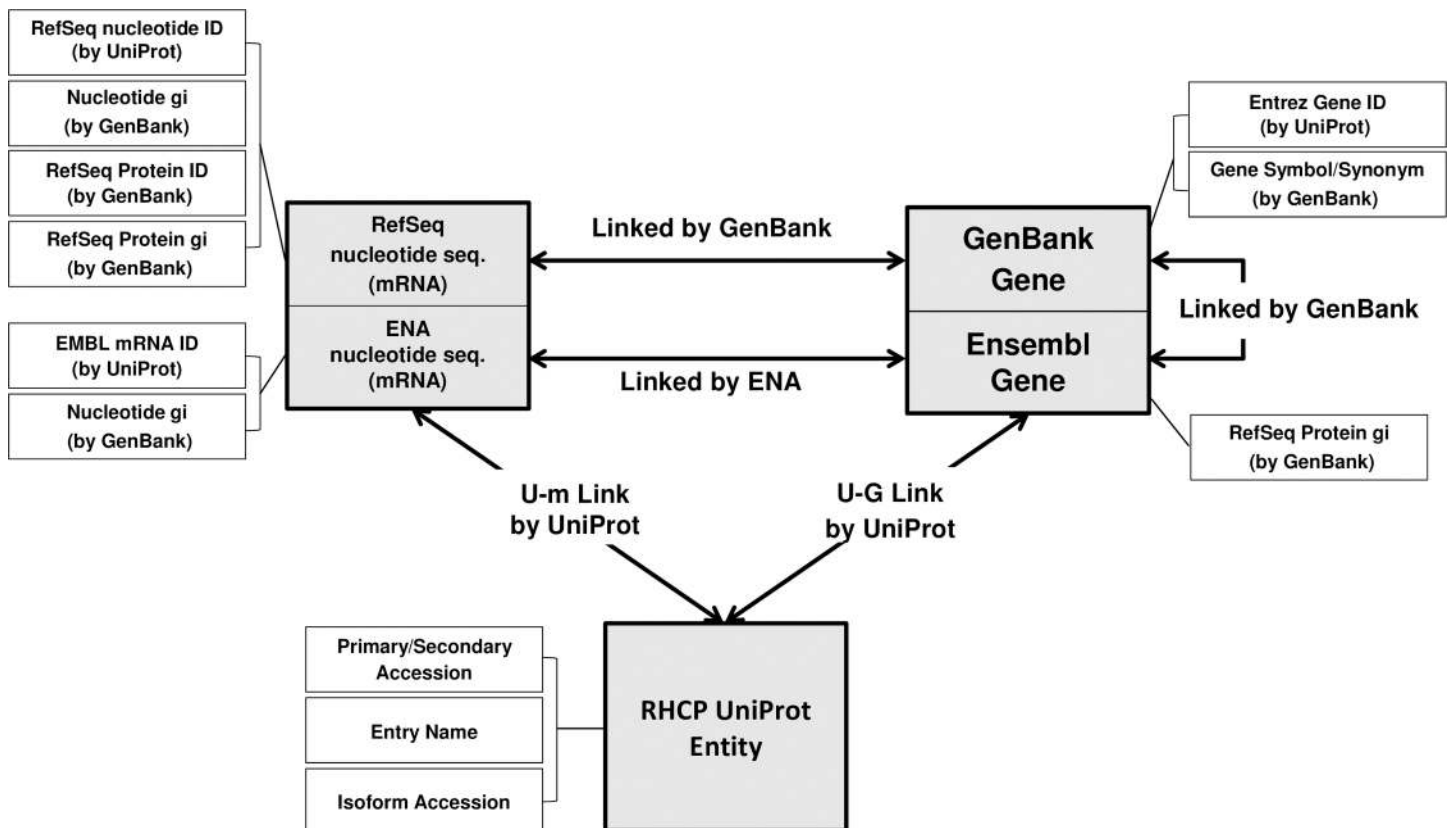 RefSeq nucleotide ID
(by UniProt)
Nucleotide gi
(by GenBank)
RefSeq Protein ID
(by GenBank)
RefSeq Protein gi
(by GenBank)
EMBL mRNA ID
(by UniProt)
Nucleotide gi
(by GenBank)
RefSeq
nucleotide seq.
(mRNA)
ENA
nucleotide seq.
(mRNA)
Linked by GenBank
Linked by ENA
GenBank
Gene
Ensembl
Gene
Entrez Gene ID
(by UniProt)
Gene Symbol/Synonym
(by GenBank)
Linked by GenBank
RefSeq Protein gi
(by GenBank)
U-m Link
by UniProt
U-G Link
by UniProt
Primary/Secondary
Accession
Entry Name
Isoform Accession
RHCP UniProt
Entity